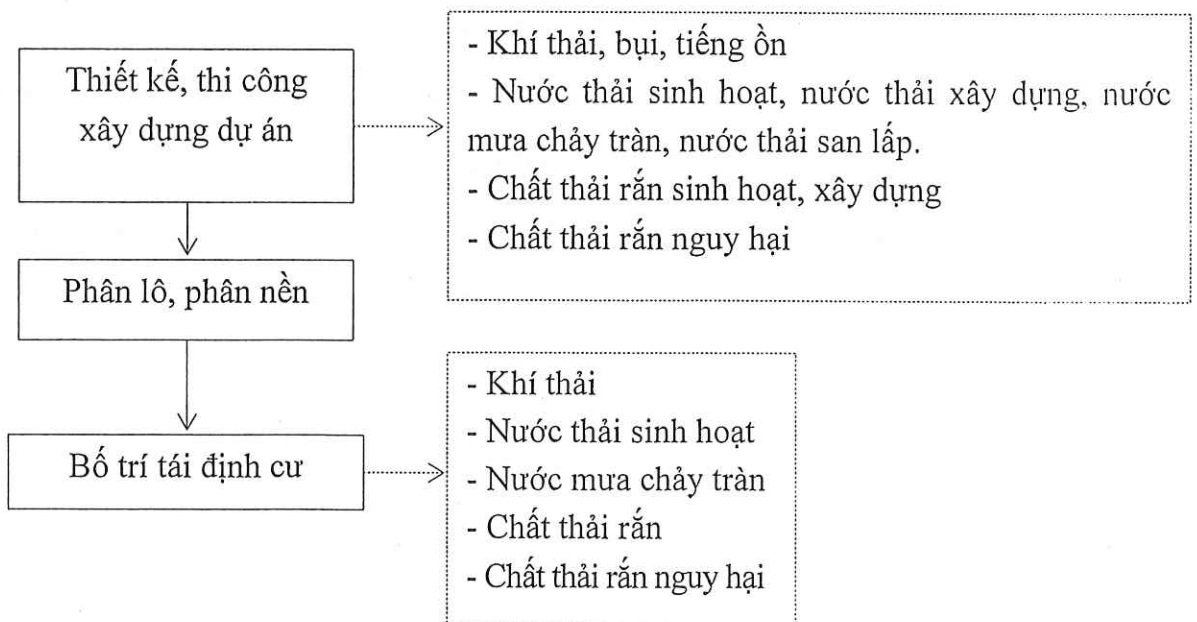 Thiết kế, thi công
xây dựng dự án
- Khí thải, bụi, tiếng ồn
- Nước thải sinh hoạt, nước thải xây dựng, nước
mưa chảy tràn, nước thải san lấp.
- Chất thải rắn sinh hoạt, xây dựng
- Chất thải rắn nguy hại
Phân lô, phân nền
Bố trí tái định cư
- Khí thải
- Nước thải sinh hoạt
- Nước mưa chảy tràn
- Chất thải rắn
- Chất thải rắn nguy hại